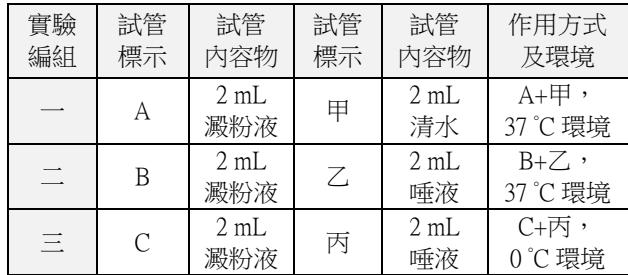 實驗 試管 試管 試管 試管 作用方式
編組 標示 內容物 標示 內容物 及環境
一 A 2 mL 澱粉液 甲 2 mL 清水 A+甲， 37 ℃ 環境
二 B 2 mL 澱粉液 乙 2 mL 唾液 B+乙， 37 ℃ 環境
三 C 2 mL 澱粉液 丙 2 mL 唾液 C+丙， 0 ℃ 環境